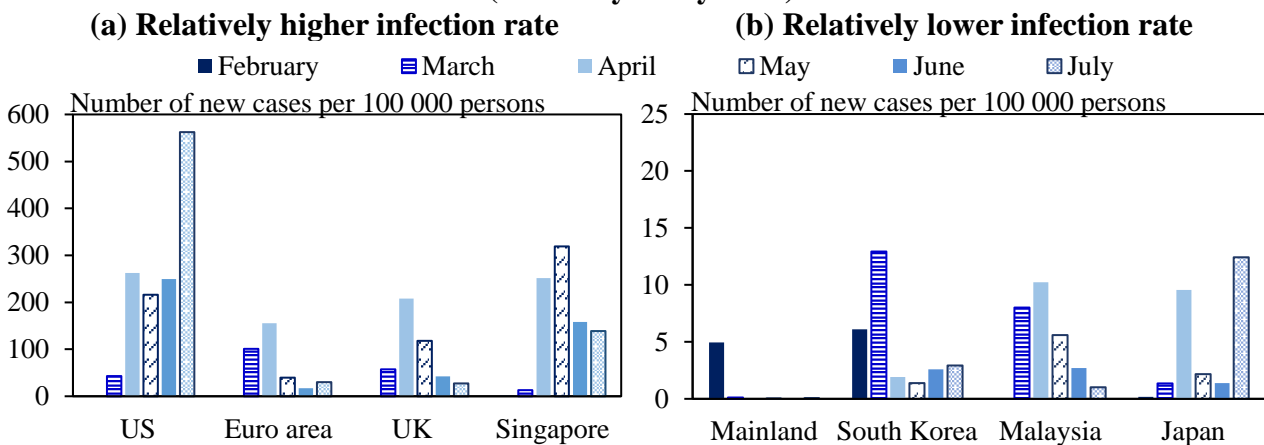 (a) Relatively higher infection rate (b) Relatively lower infection rate
February March April May June July
Number of new cases per 100 000 persons Number of new cases per 100 000 persons
600 25
500 20
400 15
300 10
200 5
100 0
0
US Euro area UK Singapore Mainland South Korea Malaysia Japan